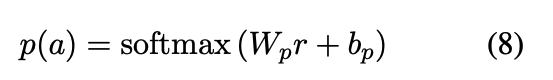 p(a) = softmax (W_p r + b_p) (8)